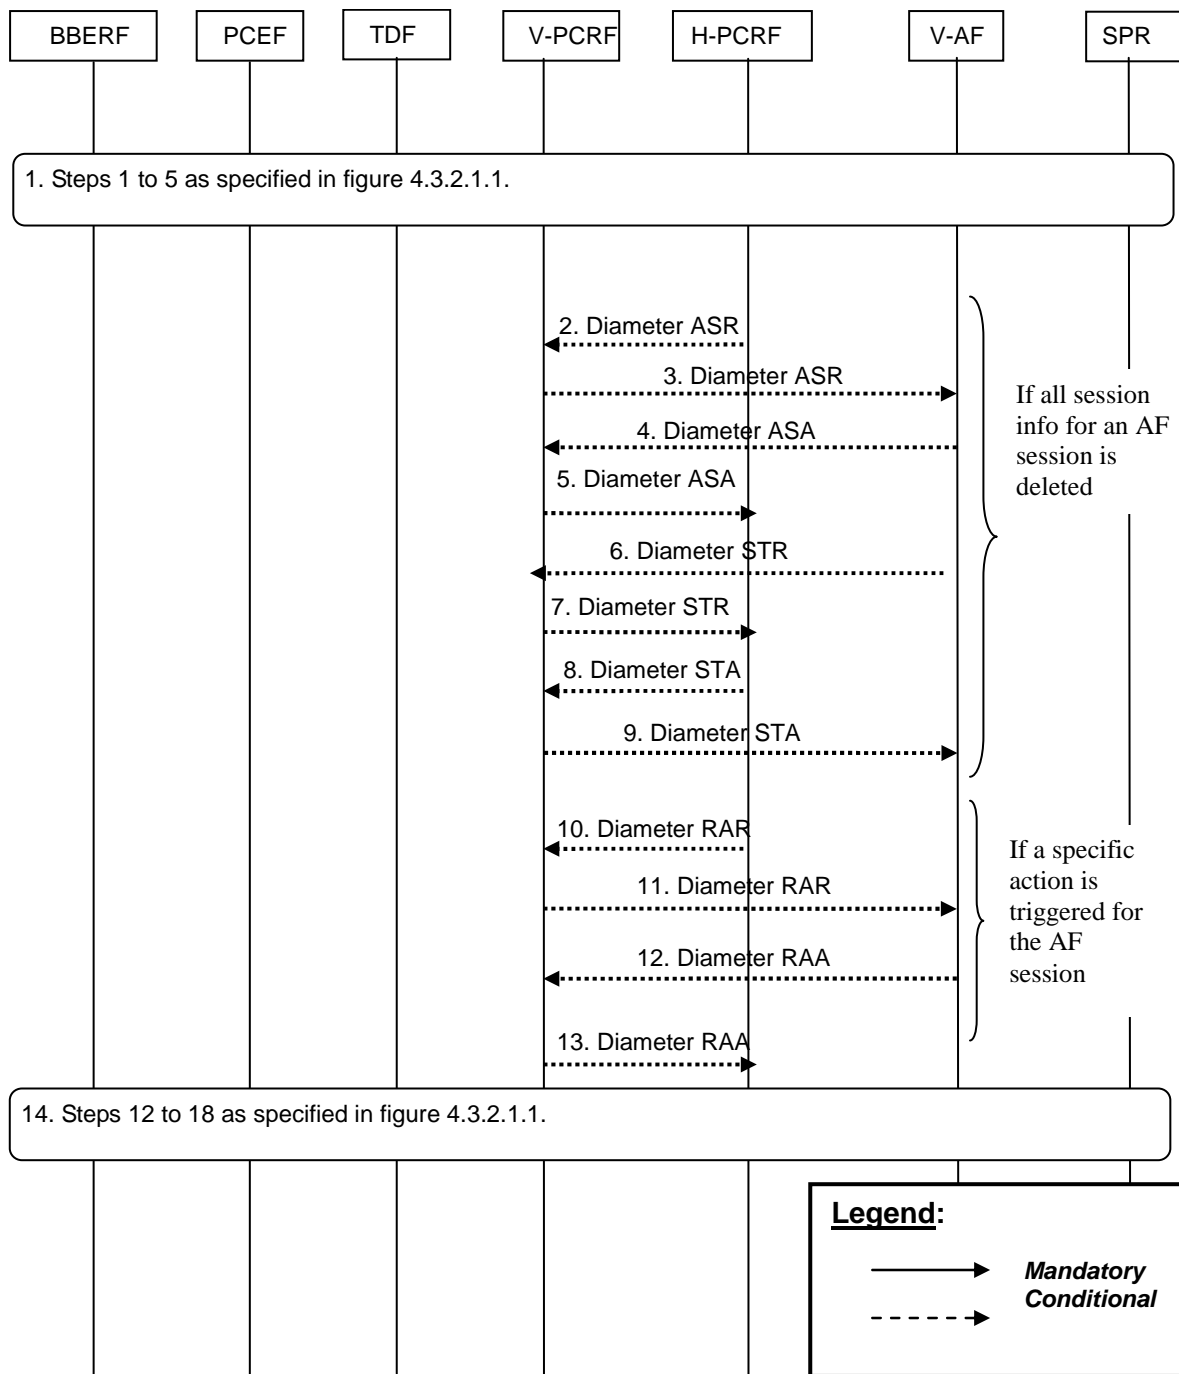 BBERF
PCEF
TDF
V-PCRF
H-PCRF
V-AF
SPR
1. Steps 1 to 5 as specified in figure 4.3.2.1.1.
2. Diameter ASR
3. Diameter ASR
4. Diameter ASA
5. Diameter ASA
6. Diameter STR
7. Diameter STR
8. Diameter STA
9. Diameter STA
If all session
info for an AF
session is
deleted
10. Diameter RAR
11. Diameter RAR
12. Diameter RAA
13. Diameter RAA
If a specific
action is
triggered for
the AF
session
14. Steps 12 to 18 as specified in figure 4.3.2.1.1.
Legend:
Mandatory
Conditional